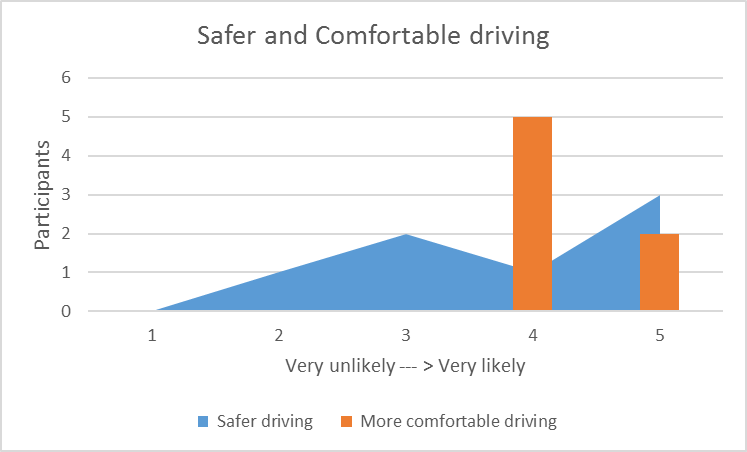 Safer and Comfortable driving
6
5
4
3
2
1
0
Participants
1 2 3 4 5
Very unlikely --- > Very likely
Safer driving More comfortable driving